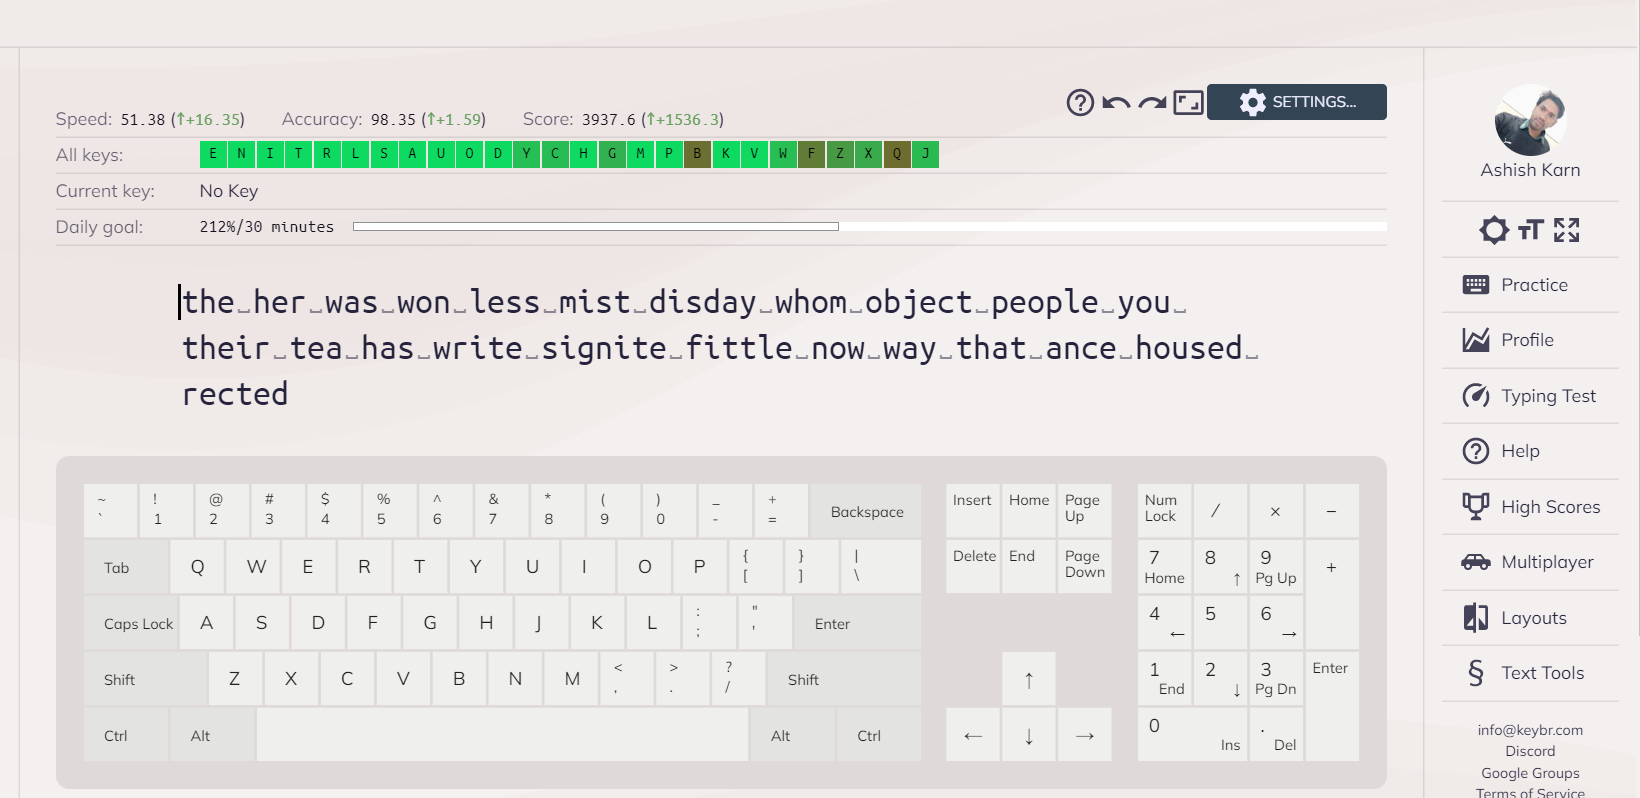 SETTINGS...
Speed: 51.38 (↑+16.35) Accuracy: 98.35 (↑+1.59) Score: 3937.6 (↑+1536.3)
All keys: E N I T R L S A U O D Y C H G M P B K V W F Z X Q J
Current key: No Key
Daily goal: 212%/30 minutes
the␣her␣was␣won␣less␣mist␣disday␣whom␣object␣people␣you␣
their␣tea␣has␣write␣signite␣fittle␣now␣way␣that␣ance␣housed␣
rected
~ ! @ # $ % ^ & * ( ) _ +
` 1 2 3 4 5 6 7 8 9 0 - = Backspace
Tab Q W E R T Y U I O P { [ } ] | \
Caps Lock A S D F G H J K L : ; " ' Enter
Shift Z X C V B N M < , > . ? / Shift
Ctrl Alt Alt Ctrl
Insert Home Page Up
Delete End Page Down
↑
← ↓ →
Num Lock / × −
7 Home 8 ↑ 9 Pg Up +
4 ← 5 6 →
1 End 2 ↓ 3 Pg Dn Enter
0 Ins . Del
Ashish Karn
Practice
Profile
Typing Test
Help
High Scores
Multiplayer
Layouts
§ Text Tools
info@keybr.com
Discord
Google Groups
Terms of Service